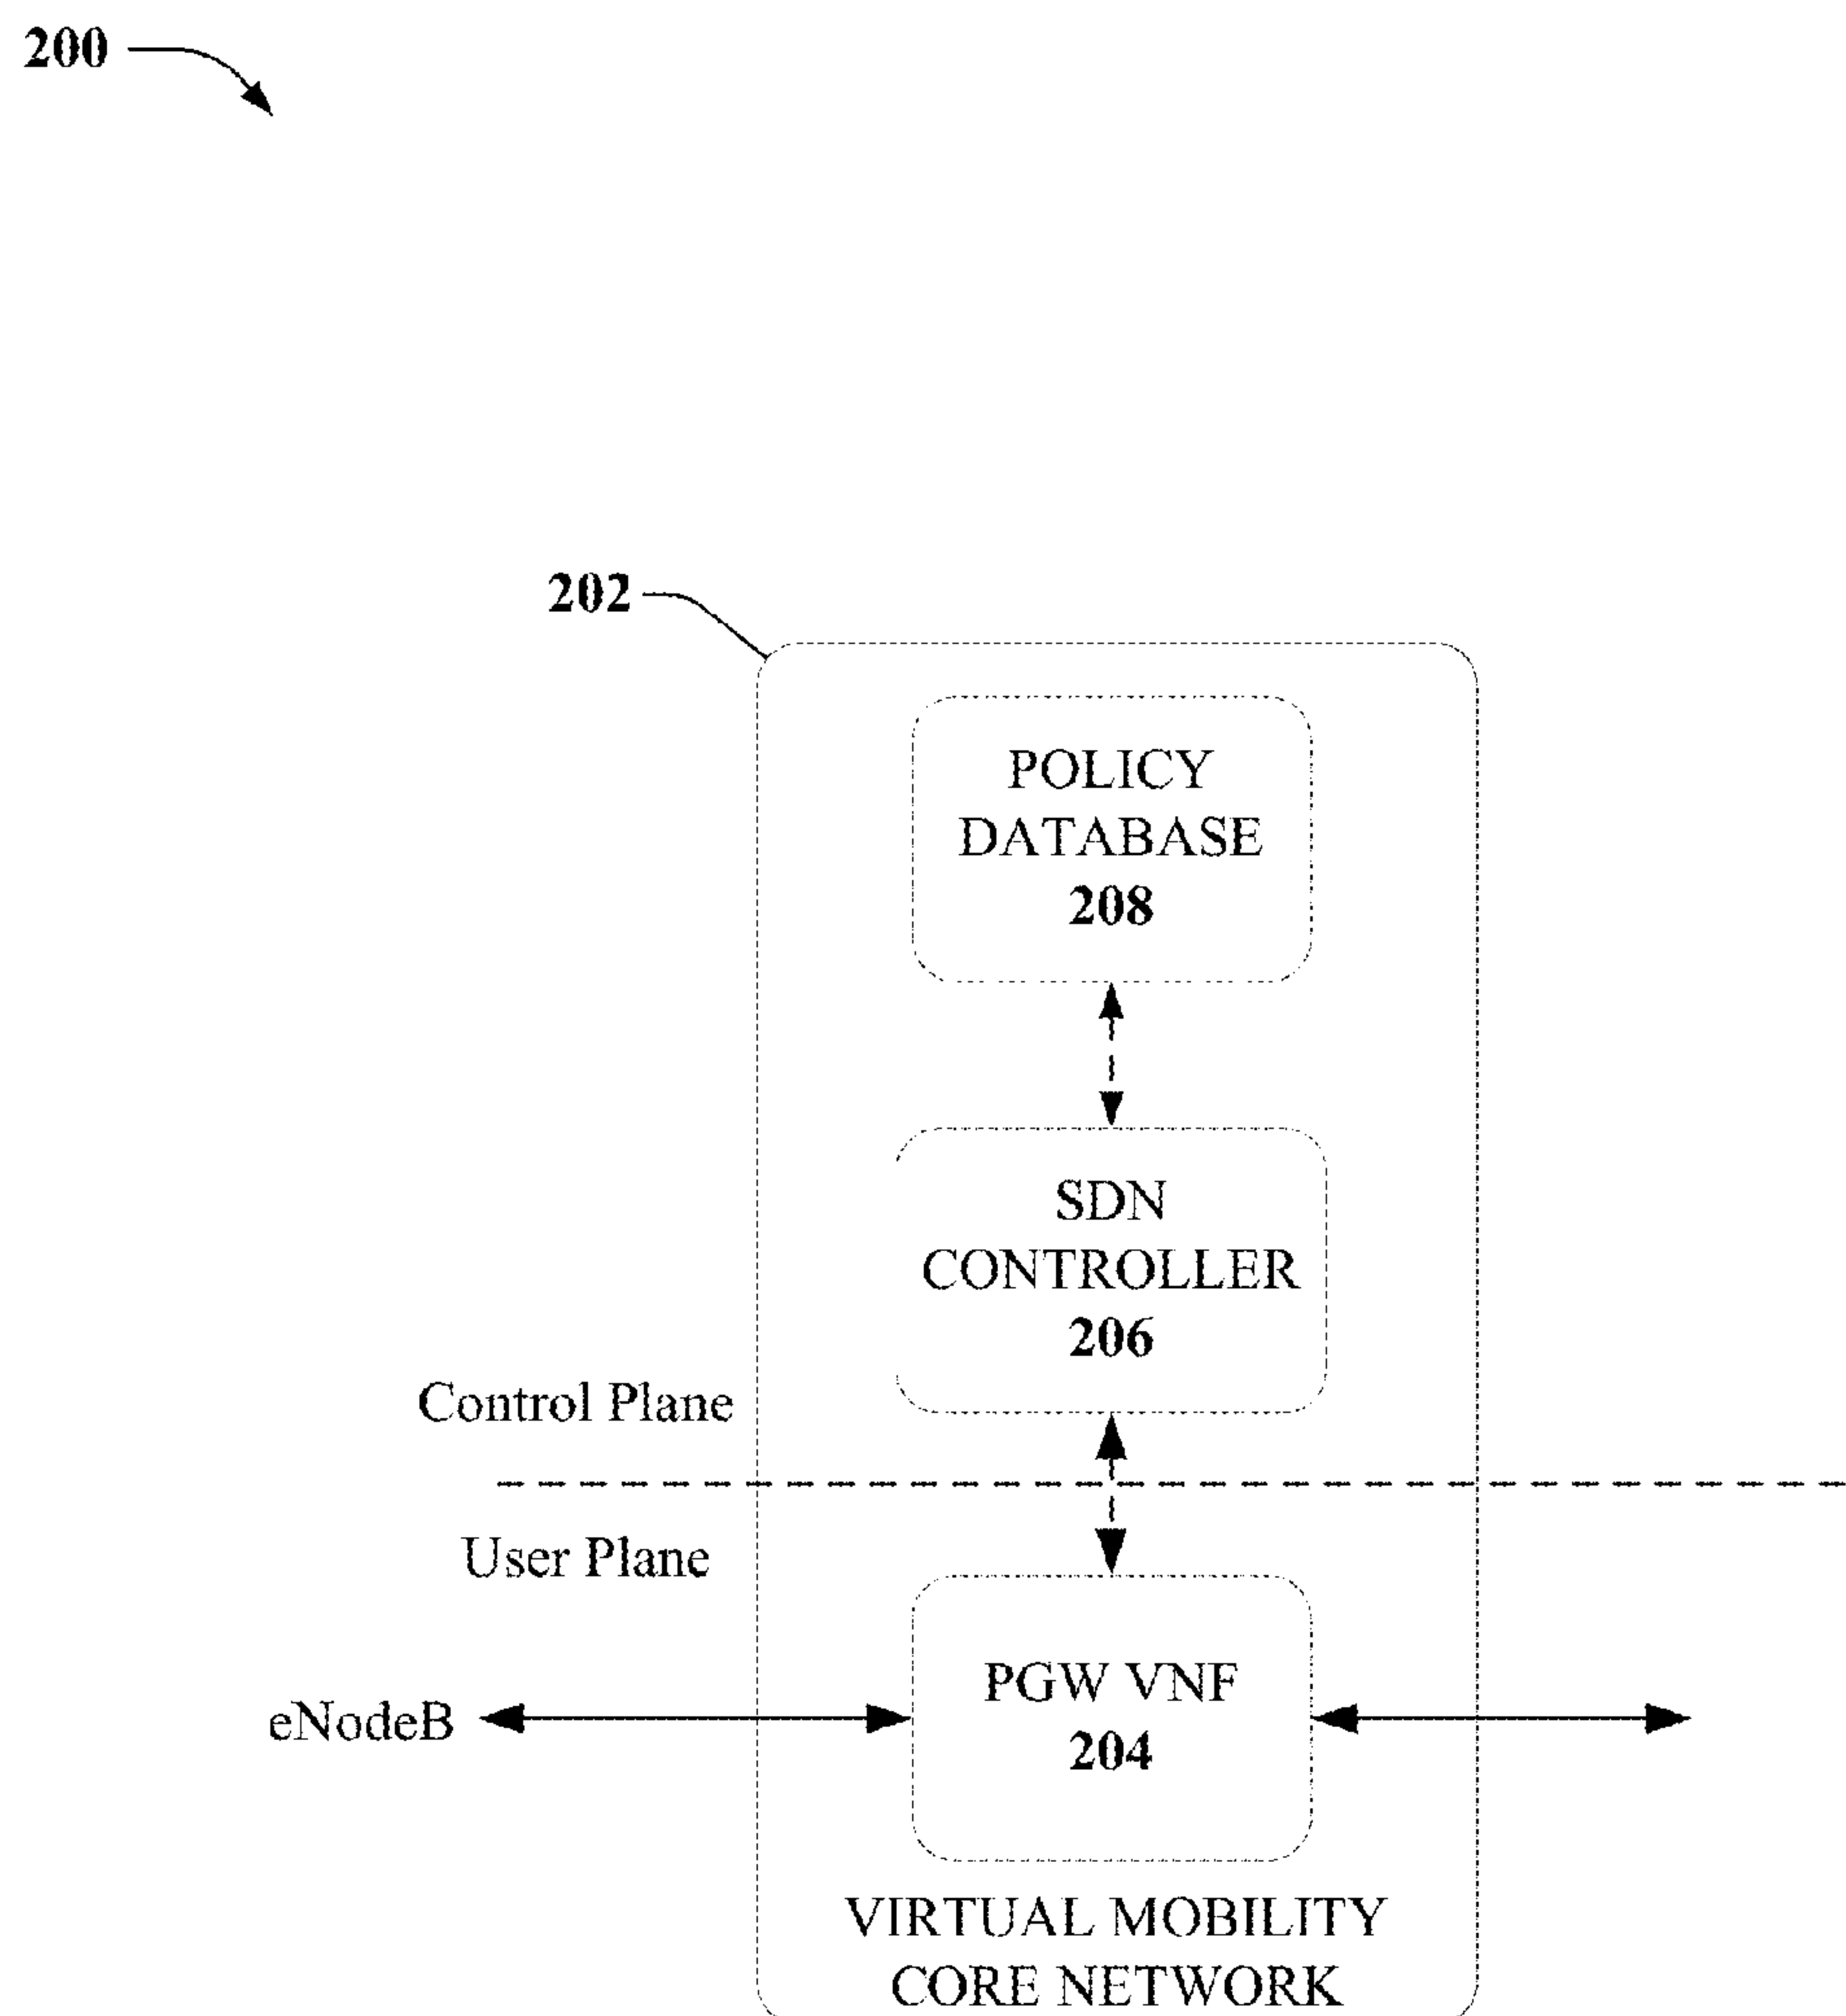 200
202
POLICY
DATABASE
208
SDN
CONTROLLER
206
Control Plane
User Plane
PGW VNF
204
eNodeB
VIRTUAL MOBILITY
CORE NETWORK